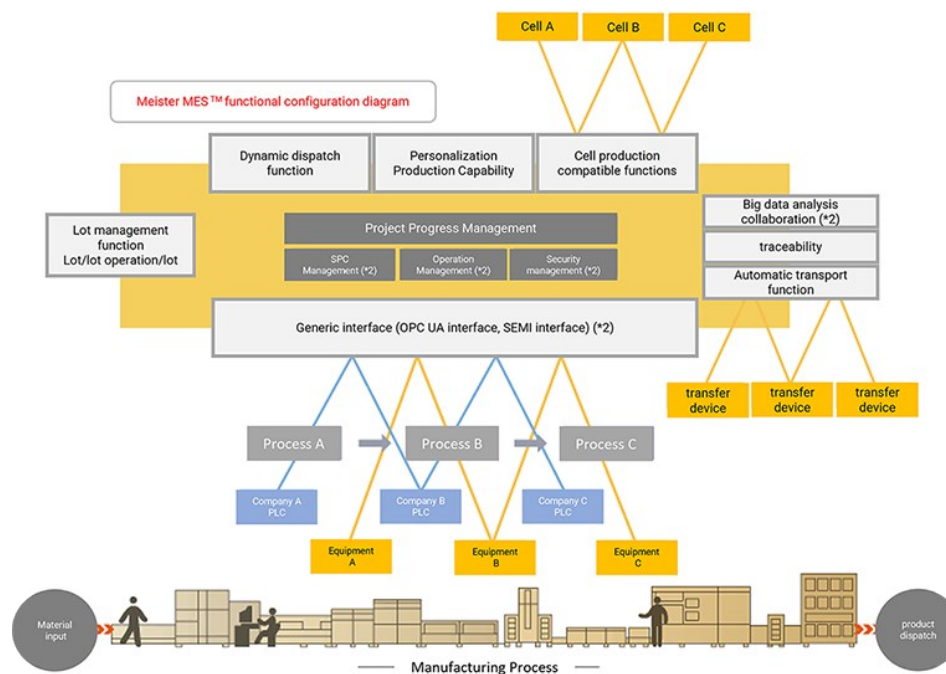 Cell A
Cell B
Cell C
Meister MES™ functional configuration diagram
Dynamic dispatch
function
Personalization
Production Capability
Cell production
compatible functions
Big data analysis
collaboration (*2)
Lot management
function
Lot/lot operation/lot
Project Progress Management
traceability
SPC
Management (*2)
Operation
Management (*2)
Security
management (*2)
Automatic transport
function
Generic interface (OPC UA interface, SEMI interface) (*2)
transfer
device
transfer
device
transfer
device
Process A
Process B
Process C
Company A
PLC
Company B
PLC
Company C
PLC
Equipment
A
Equipment
B
Equipment
C
Material
input
product
dispatch
Manufacturing Process